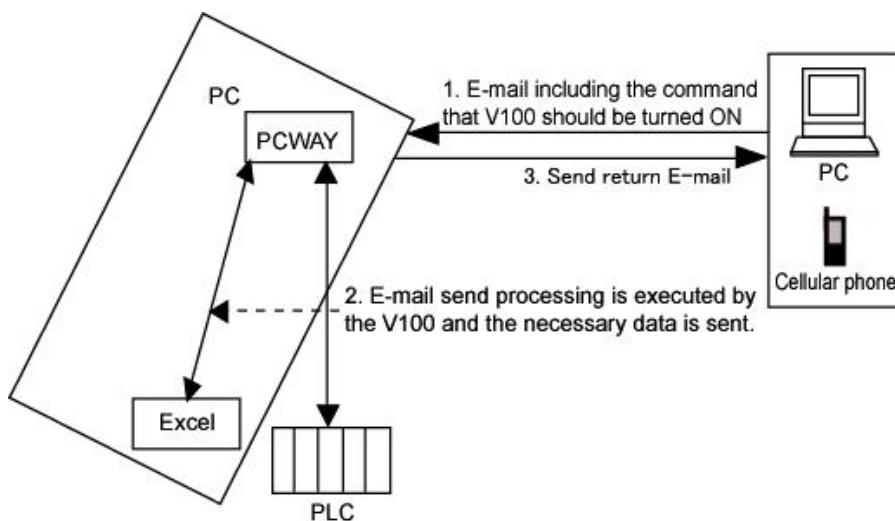 PC
PCWAY
1. E-mail including the command
that V100 should be turned ON
3. Send return E-mail
PC
Cellular phone
2. E-mail send processing is executed by
the V100 and the necessary data is sent.
Excel
PLC